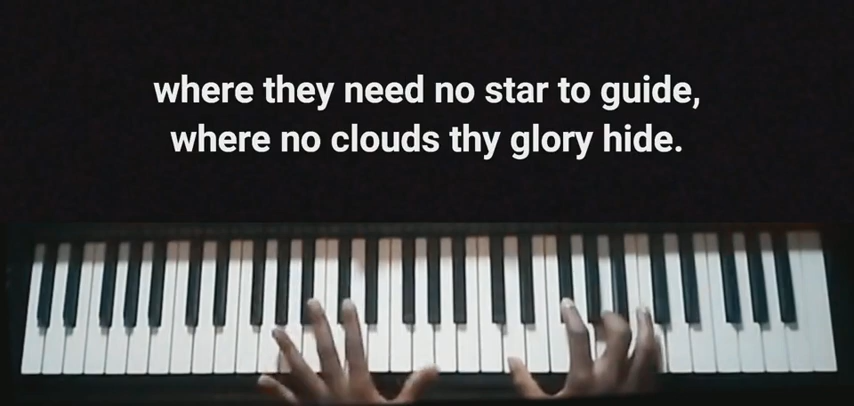 where they need no star to guide,
where no clouds thy glory hide.